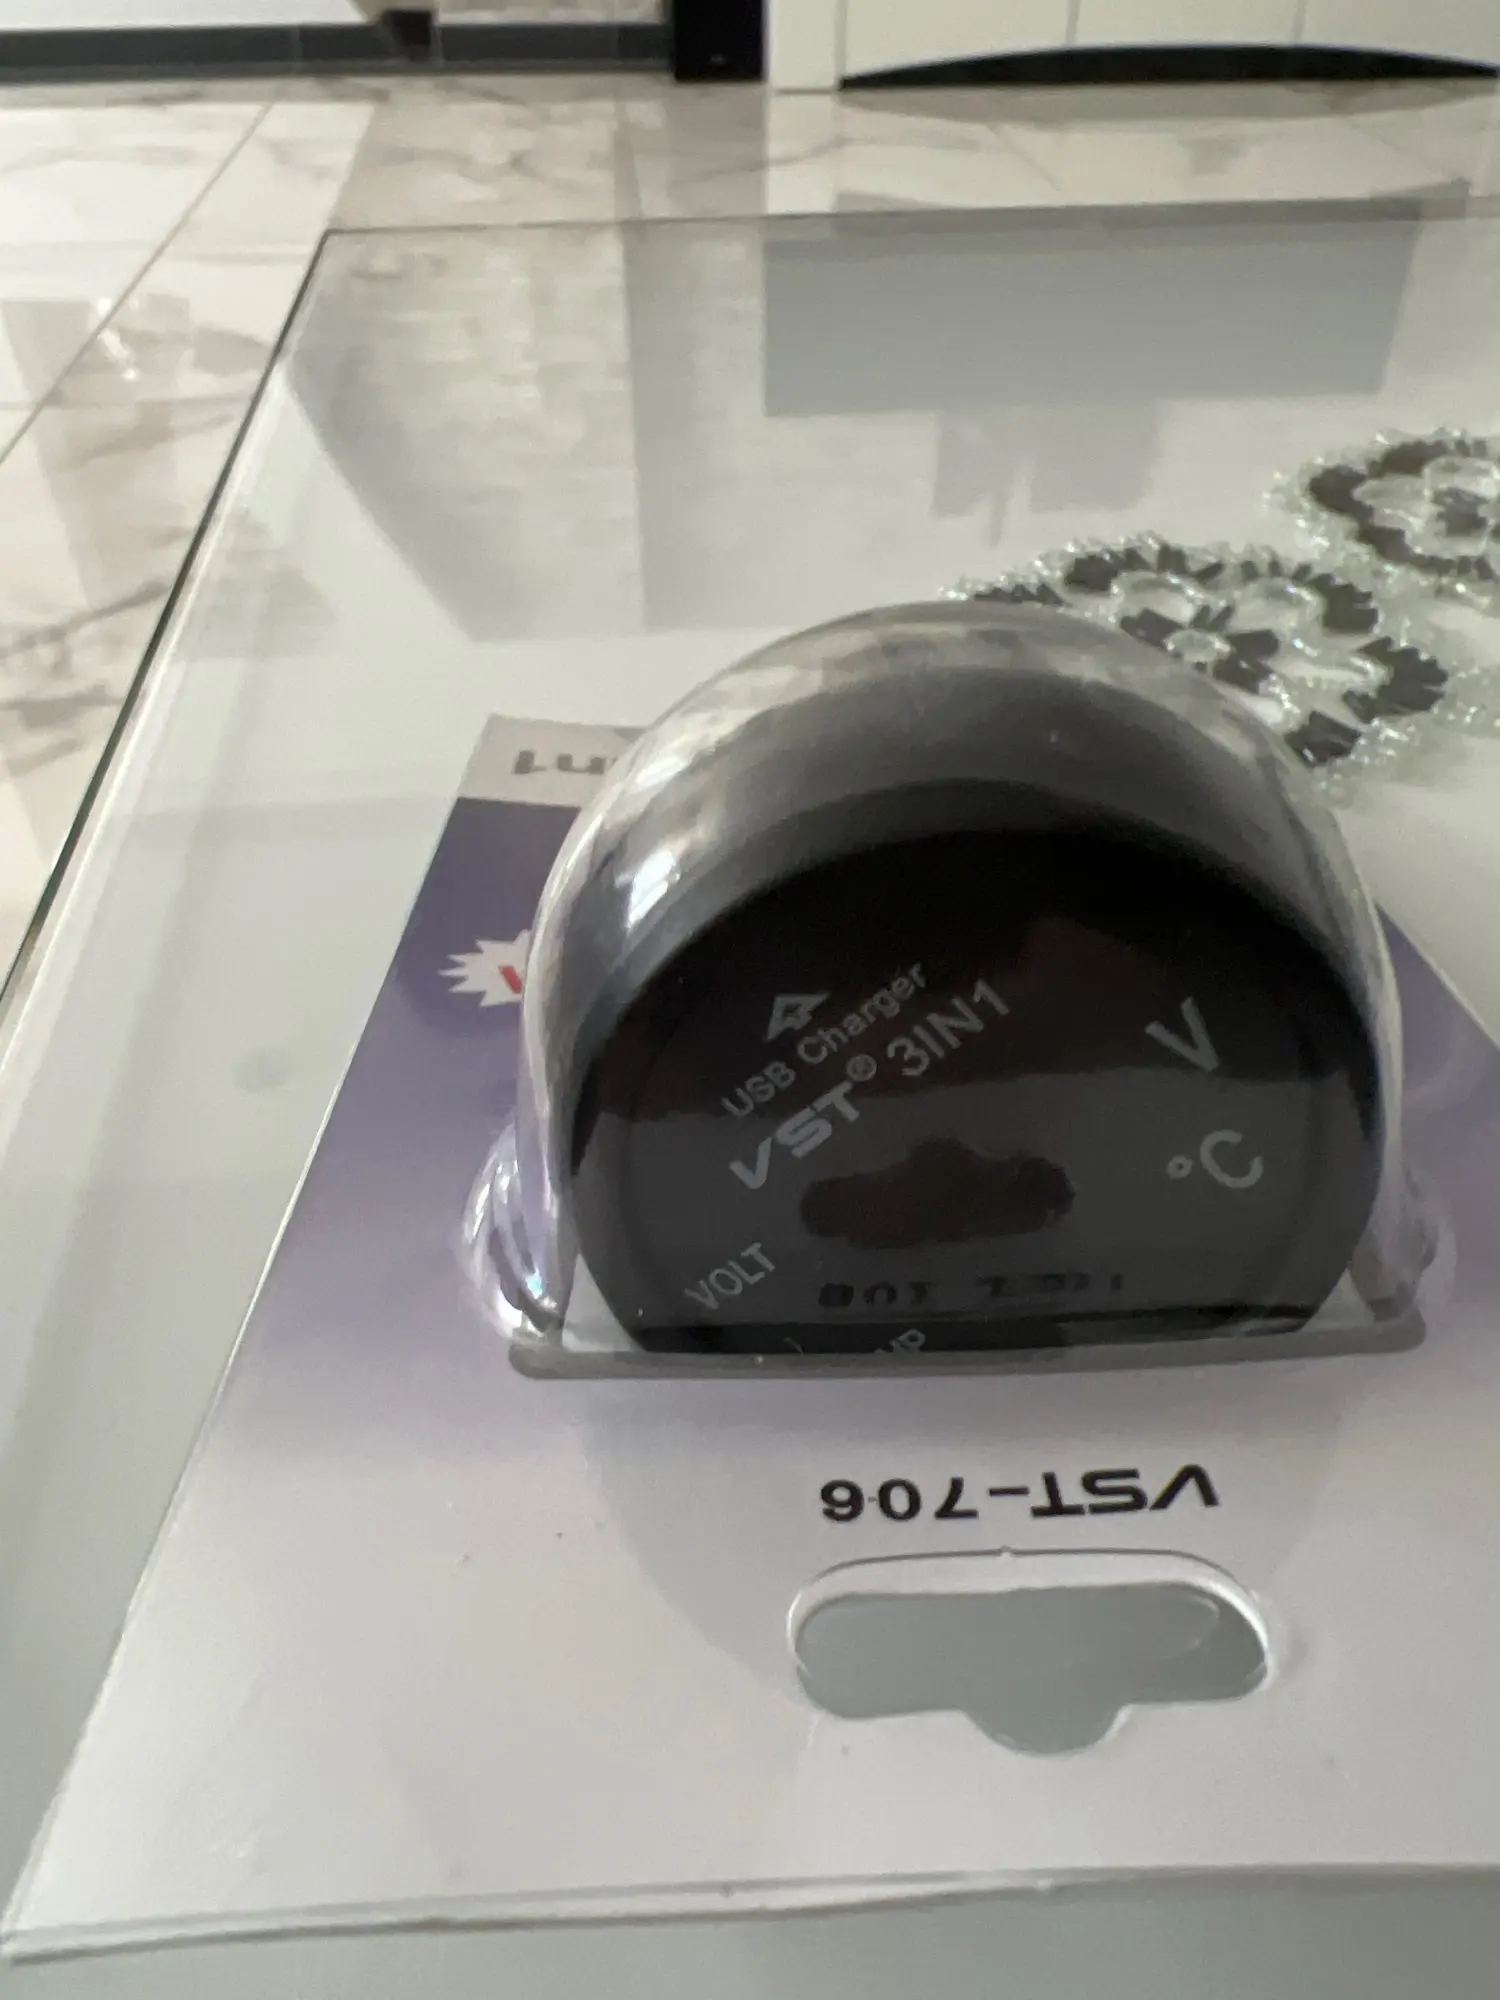 USB Charger
VST® 3IN1
V
°C
VOLT
VST-706